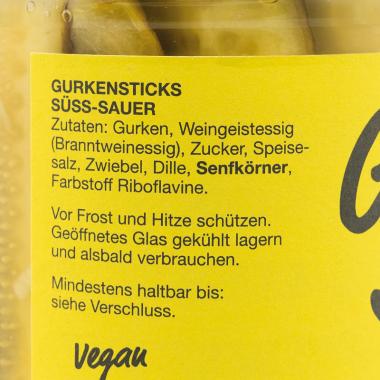 GURKENSTICKS
SÜSS-SAUER
Zutaten: Gurken, Weingeistessig
(Branntweinessig), Zucker, Speise-
salz, Zwiebel, Dille, Senfkörner,
Farbstoff Riboflavine.
Vor Frost und Hitze schützen.
Geöffnetes Glas gekühlt lagern
und alsbald verbrauchen.
Mindestens haltbar bis:
siehe Verschluss.
Vegan